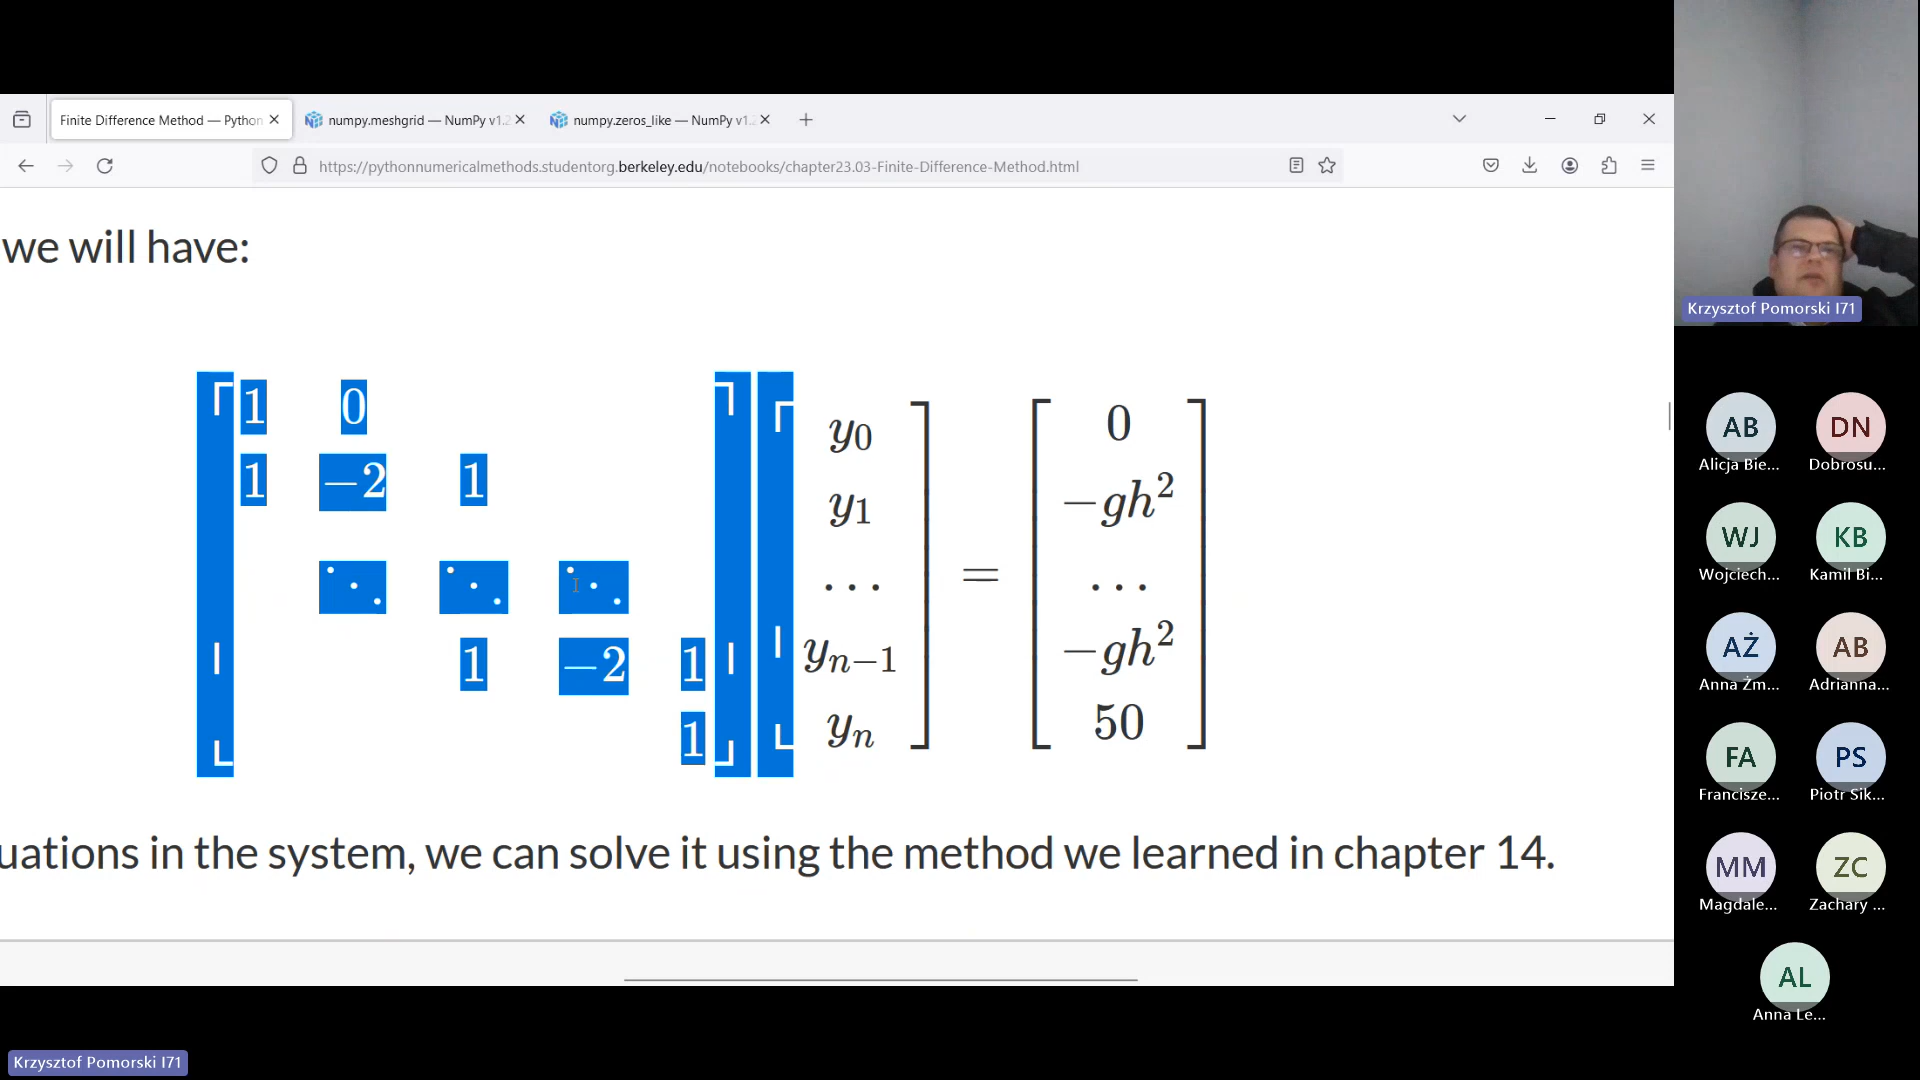 Finite Difference Method — Python
numpy.meshgrid — NumPy v1.2
numpy.zeros_like — NumPy v1.
https://pythonnumericalmethods.studentorg.berkeley.edu/notebooks/chapter23.03-Finite-Difference-Method.html
we will have:
1 0
1 −2 1
⋱ ⋱ ⋱
1 −2 1
1
y₀
y₁
...
yₙ₋₁
yₙ
=
0
−gh²
...
−gh²
50
uations in the system, we can solve it using the method we learned in chapter 14.
Krzysztof Pomorski I71
AB
Alicja Bie...
DN
Dobrosu...
WJ
Wojciech...
KB
Kamil Bi...
AŻ
Anna Żm...
AB
Adrianna...
FA
Francisze...
PS
Piotr Sik...
MM
Magdale...
ZC
Zachary ...
AL
Anna Le...
Krzysztof Pomorski I71